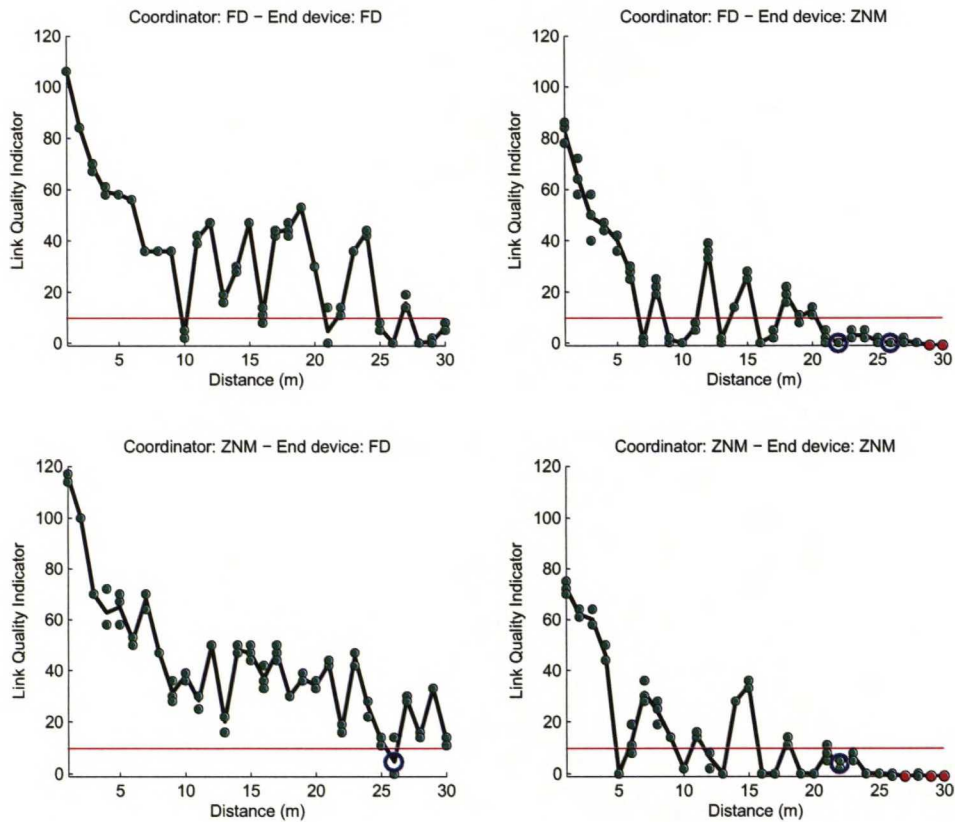 Coordinator: FD − End device: FD
120
100
80
60
40
20
0
Link Quality Indicator
5 10 15 20 25 30
Distance (m)
Coordinator: FD − End device: ZNM
120
100
80
60
40
20
0
Link Quality Indicator
5 10 15 20 25 30
Distance (m)
Coordinator: ZNM − End device: FD
120
100
80
60
40
20
0
Link Quality Indicator
5 10 15 20 25 30
Distance (m)
Coordinator: ZNM − End device: ZNM
120
100
80
60
40
20
0
Link Quality Indicator
5 10 15 20 25 30
Distance (m)